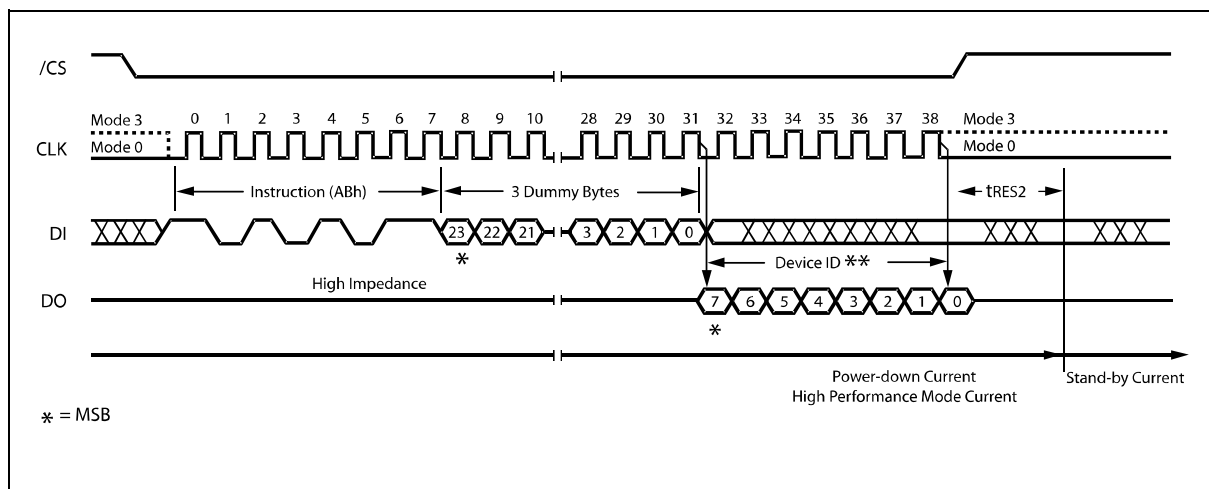 /CS
Mode 3 0 1 2 3 4 5 6 7 8 9 10 28 29 30 31 32 33 34 35 36 37 38 Mode 3
CLK Mode 0 Mode 0
Instruction (ABh) 3 Dummy Bytes tRES2
DI 23 22 21 3 2 1 0
* Device ID **
High Impedance
DO 7 6 5 4 3 2 1 0
*
Power-down Current Stand-by Current
High Performance Mode Current
* = MSB